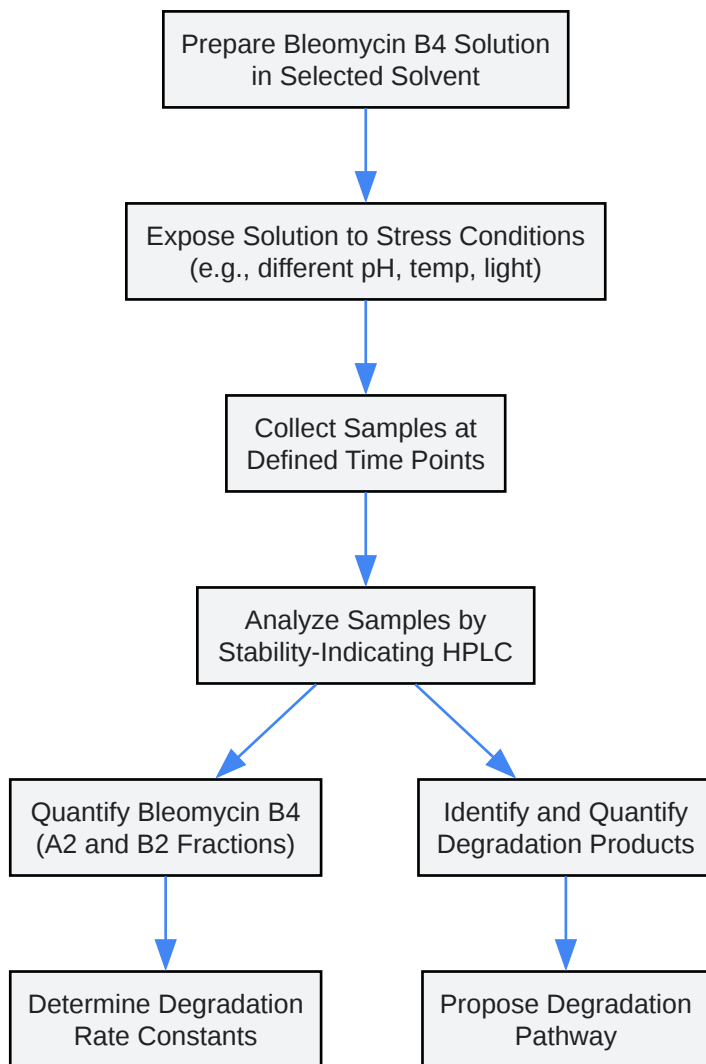 Prepare Bleomycin B4 Solution
in Selected Solvent
Expose Solution to Stress Conditions
(e.g., different pH, temp, light)
Collect Samples at
Defined Time Points
Analyze Samples by
Stability-Indicating HPLC
Quantify Bleomycin B4
(A2 and B2 Fractions)
Identify and Quantify
Degradation Products
Determine Degradation
Rate Constants
Propose Degradation
Pathway